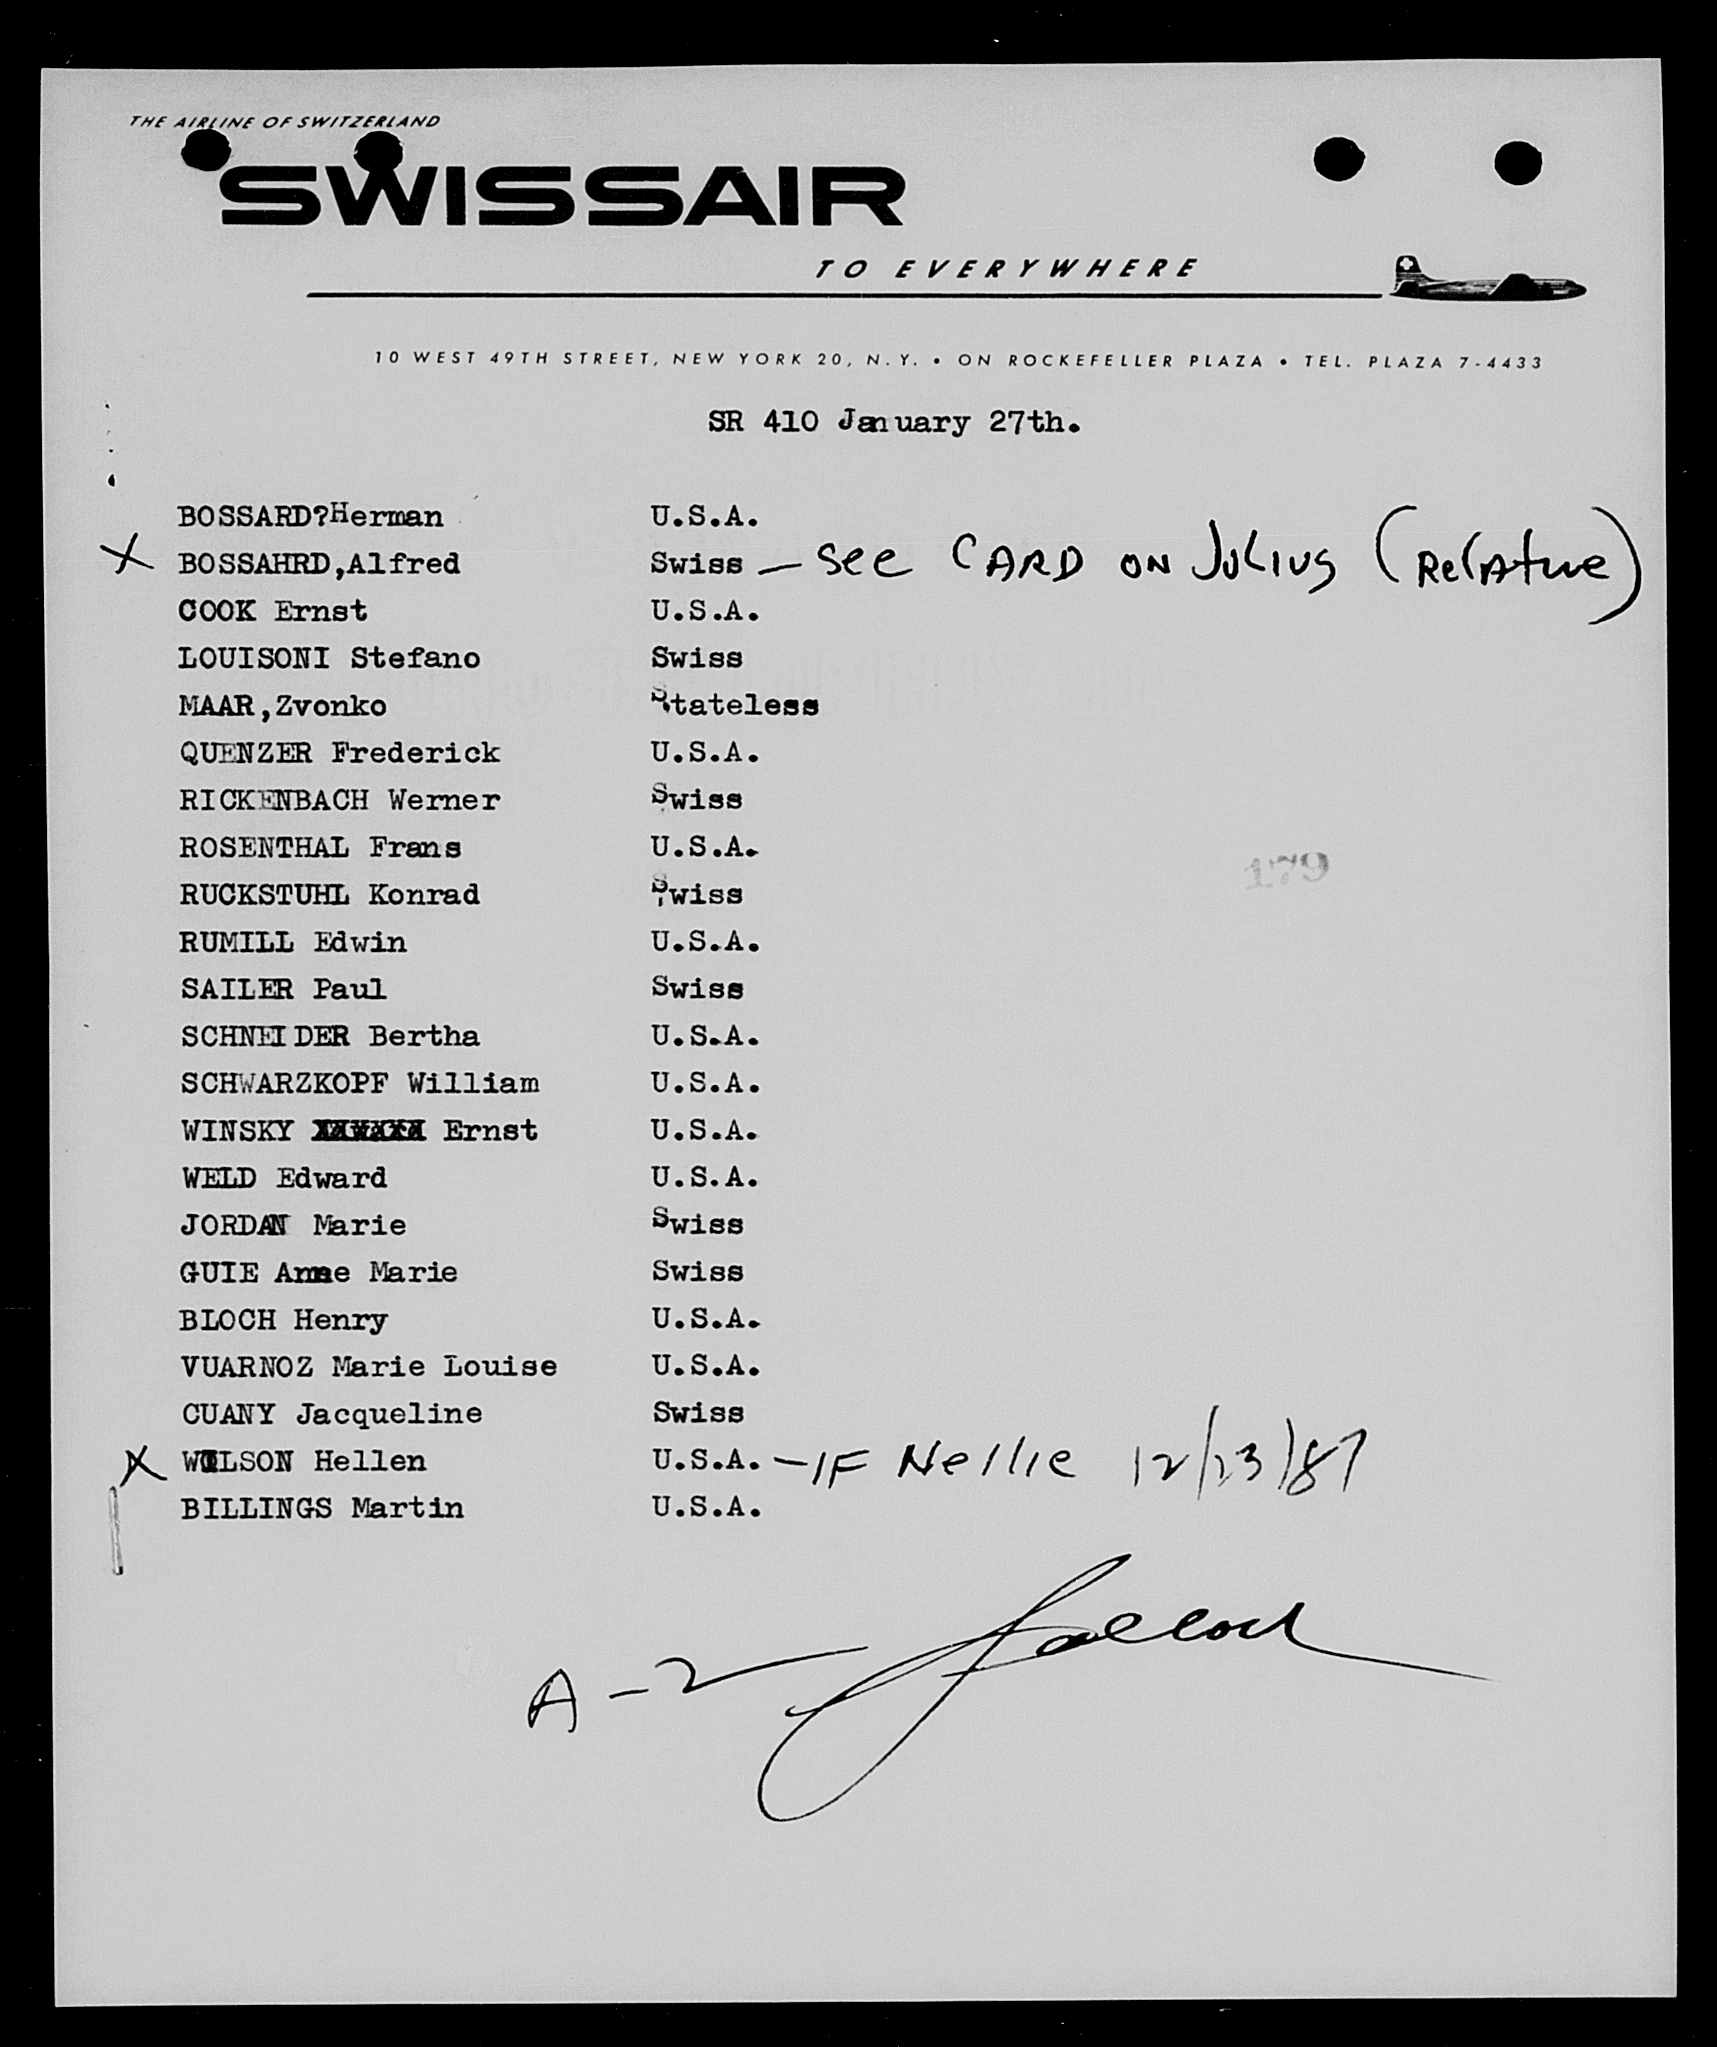 THE AIRLINE OF SWITZERLAND
SWISSAIR
TO EVERYWHERE
10 WEST 49TH STREET, NEW YORK 20, N.Y. • ON ROCKEFELLER PLAZA • TEL. PLAZA 7-4433
SR 410 January 27th.
BOSSARD?Herman U.S.A.
X BOSSAHRD,Alfred Swiss — see CARD ON Julius (Relative)
COOK Ernst U.S.A.
LOUISONI Stefano Swiss
MAAR,Zvonko Stateless
QUENZER Frederick U.S.A.
RICKENBACH Werner Swiss
ROSENTHAL Frans U.S.A.
179
RUCKSTUHL Konrad Swiss
RUMILL Edwin U.S.A.
SAILER Paul Swiss
SCHNEIDER Bertha U.S.A.
SCHWARZKOPF William U.S.A.
WINSKY Ernst U.S.A.
WELD Edward U.S.A.
JORDAN Marie Swiss
GUIE Anne Marie Swiss
BLOCH Henry U.S.A.
VUARNOZ Marie Louise U.S.A.
CUANY Jacqueline Swiss
X WILSON Hellen U.S.A. — IF Nellie 12/23/87
BILLINGS Martin U.S.A.
A-2